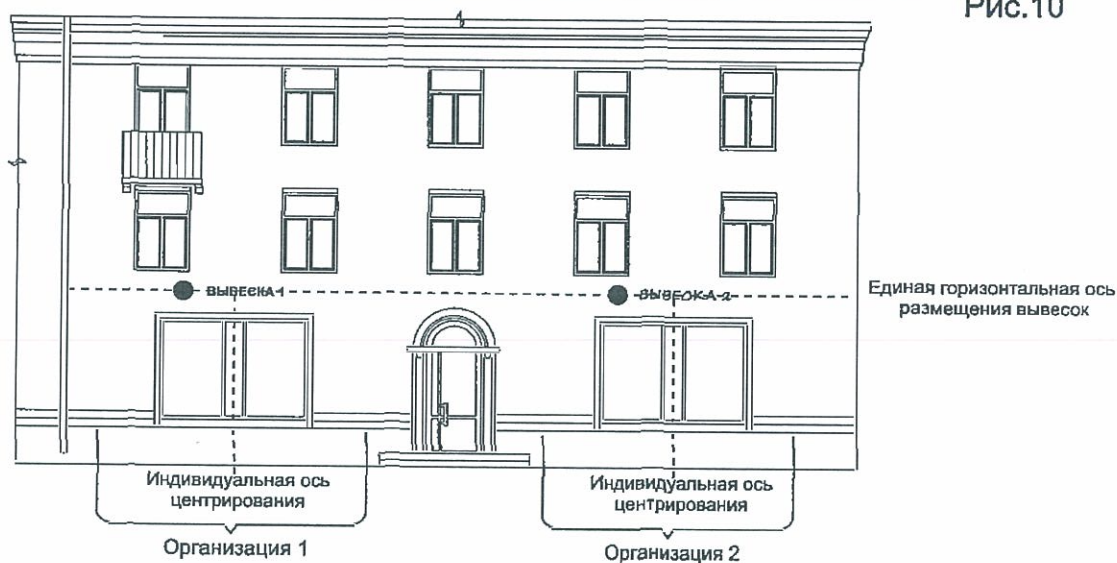 Рис.10
ВЫВЕСКА 1
ВЫВЕСКА 2
Единая горизонтальная ось
размещения вывесок
Индивидуальная ось
центрирования
Индивидуальная ось
центрирования
Организация 1
Организация 2